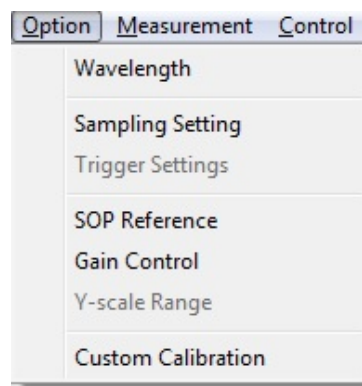 Option Measurement Control
Wavelength
Sampling Setting
Trigger Settings
SOP Reference
Gain Control
Y-scale Range
Custom Calibration